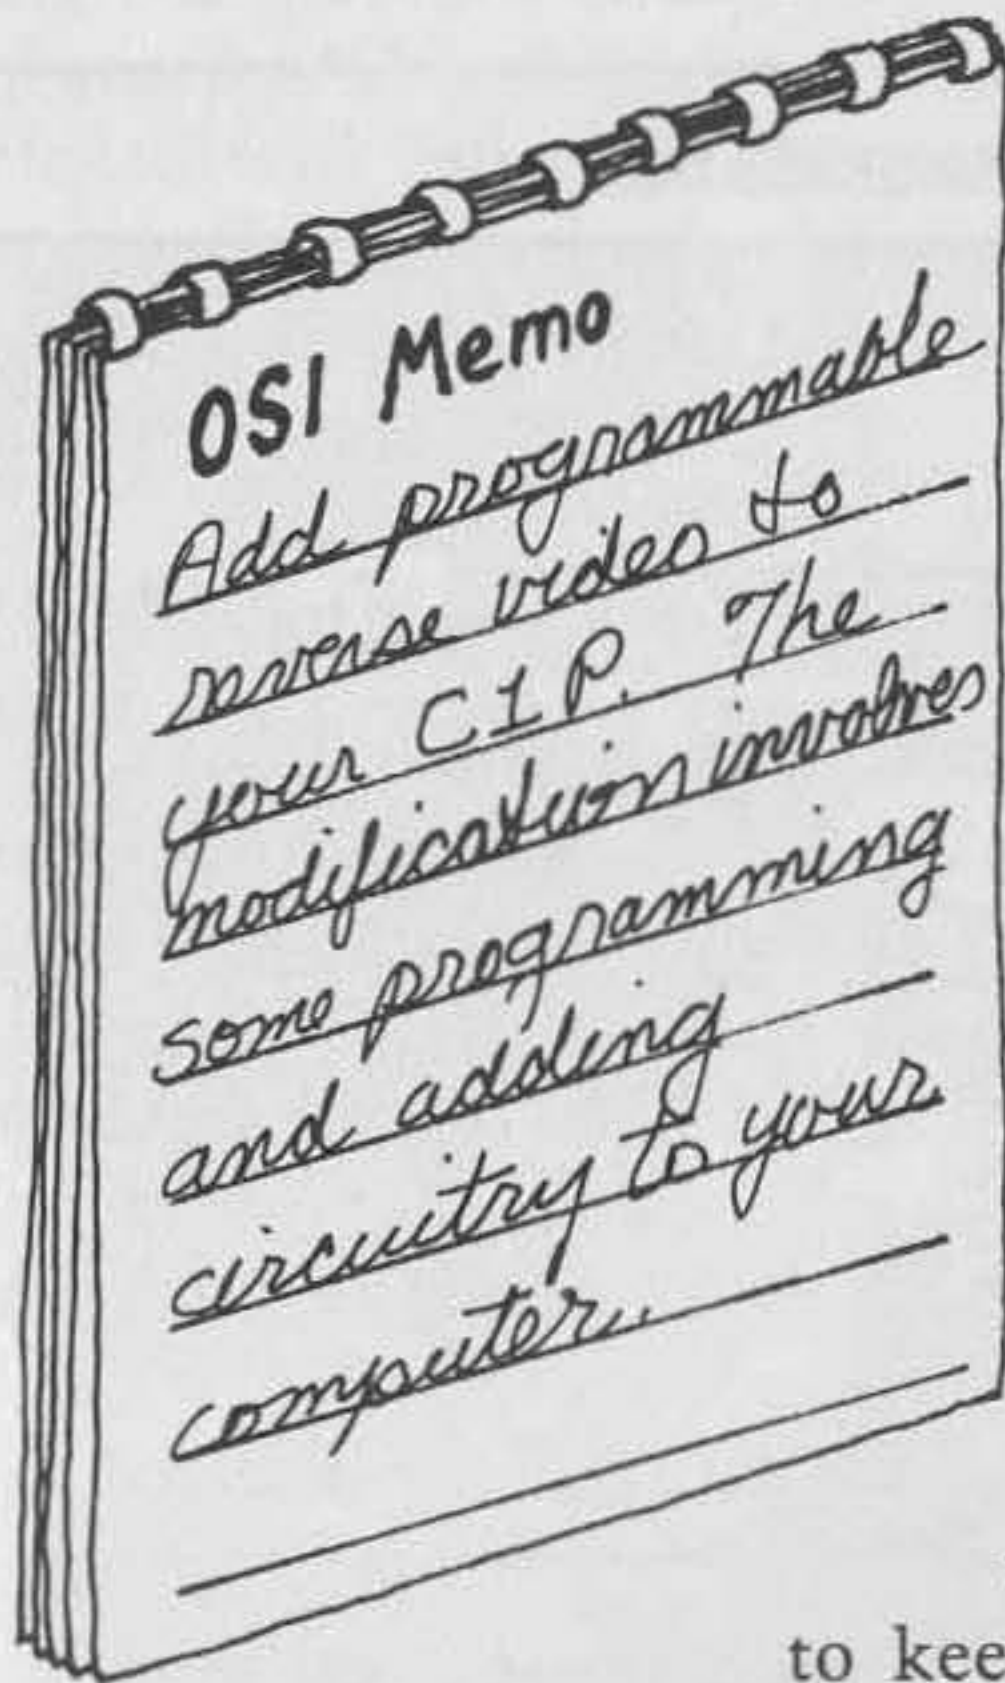 OSI Memo
Add programmable
reverse video to
your C1P. The
modification involves
some programming
and adding
circuitry to your
computer.
to kee